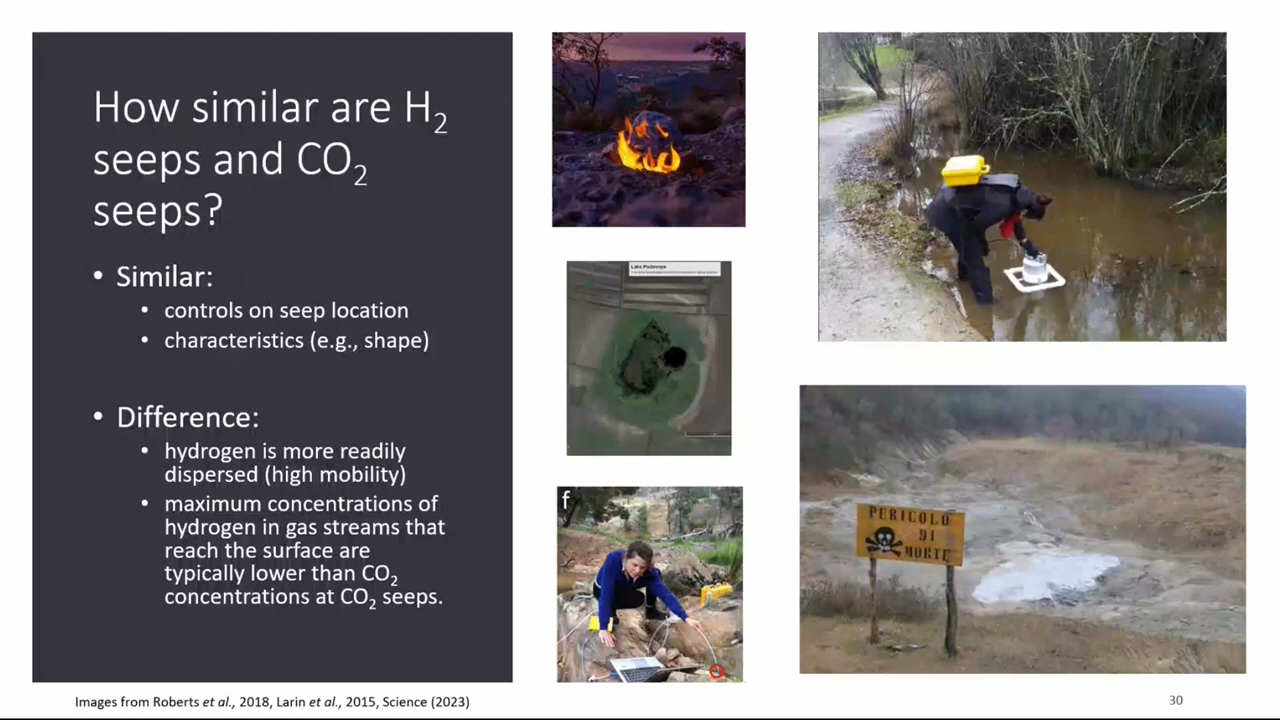 How similar are H₂
seeps and CO₂
seeps?
• Similar:
• controls on seep location
• characteristics (e.g., shape)
• Difference:
• hydrogen is more readily
dispersed (high mobility)
• maximum concentrations of
hydrogen in gas streams that
reach the surface are
typically lower than CO₂
concentrations at CO₂ seeps.
Lake Podovoye
f
PERICOLO
DI
MORTE
Images from Roberts et al., 2018, Larin et al., 2015, Science (2023)
30